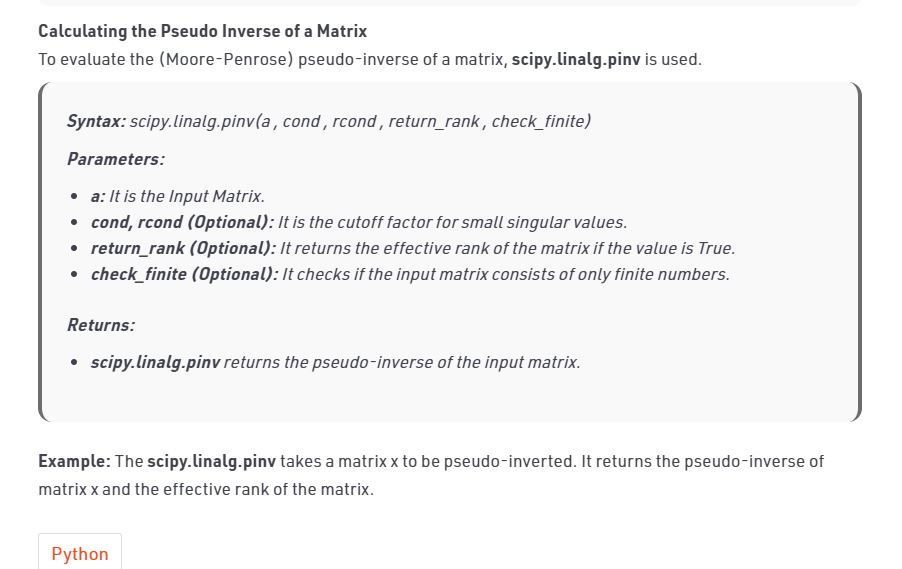 Calculating the Pseudo Inverse of a Matrix
To evaluate the (Moore-Penrose) pseudo-inverse of a matrix, scipy.linalg.pinv is used.
Syntax: scipy.linalg.pinv(a , cond , rcond , return_rank , check_finite)
Parameters:
• a: It is the Input Matrix.
• cond, rcond (Optional): It is the cutoff factor for small singular values.
• return_rank (Optional): It returns the effective rank of the matrix if the value is True.
• check_finite (Optional): It checks if the input matrix consists of only finite numbers.
Returns:
• scipy.linalg.pinv returns the pseudo-inverse of the input matrix.
Example: The scipy.linalg.pinv takes a matrix x to be pseudo-inverted. It returns the pseudo-inverse of
matrix x and the effective rank of the matrix.
Python